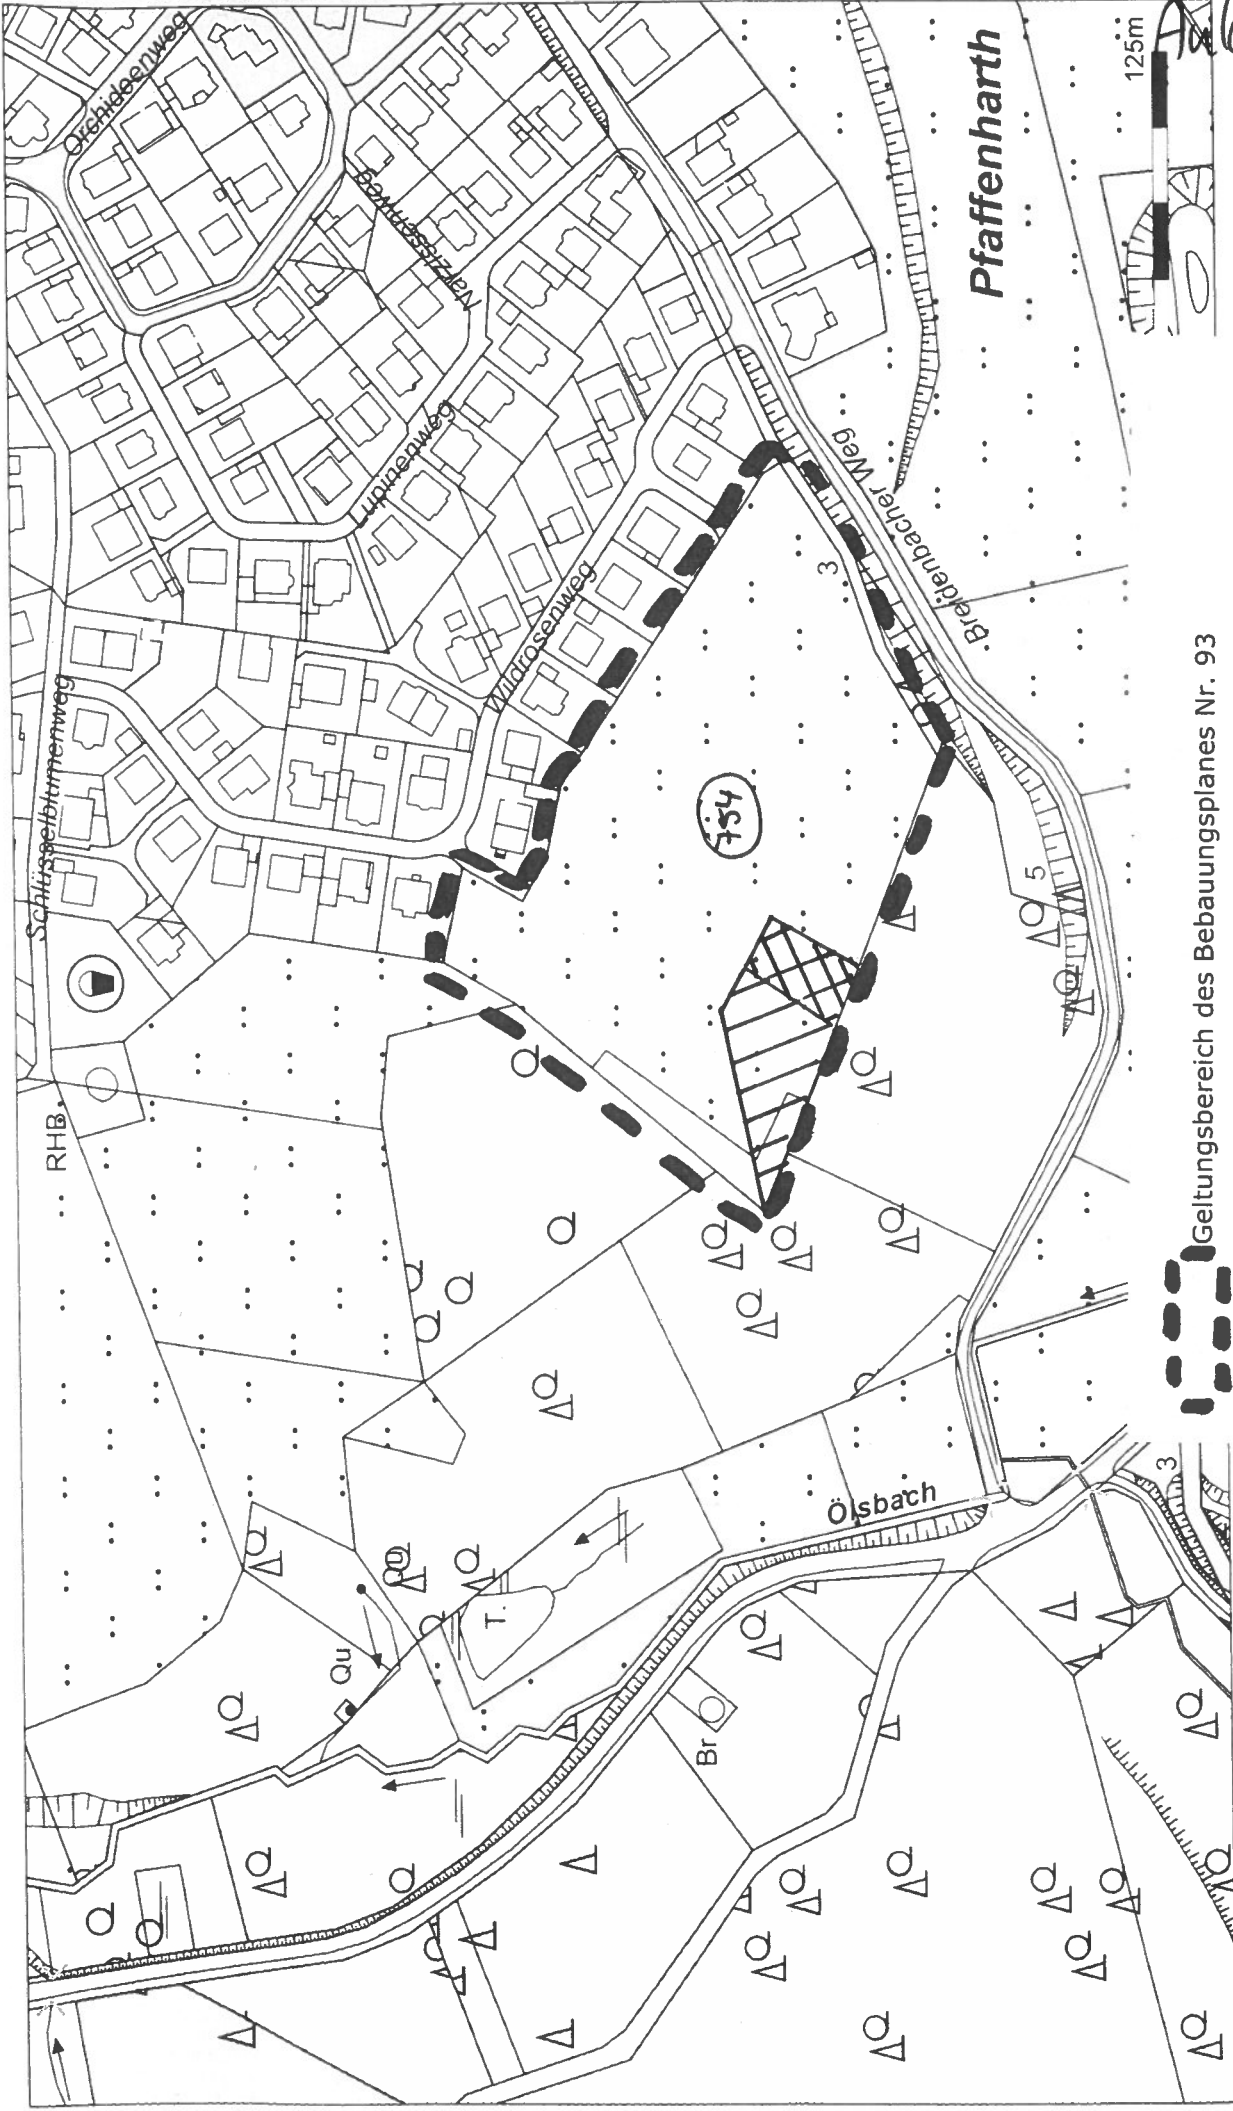 Orchideenweg
Narzissenweg
Lupinenweg
Schlüsselblumenweg
Wildrosenweg
Pfaffenharth
125m
Breidenbacher Weg
3
754
5
RHB
Qu
Qu
T.
Ölsbach
Br
3
Geltungsbereich des Bebauungsplanes Nr. 93